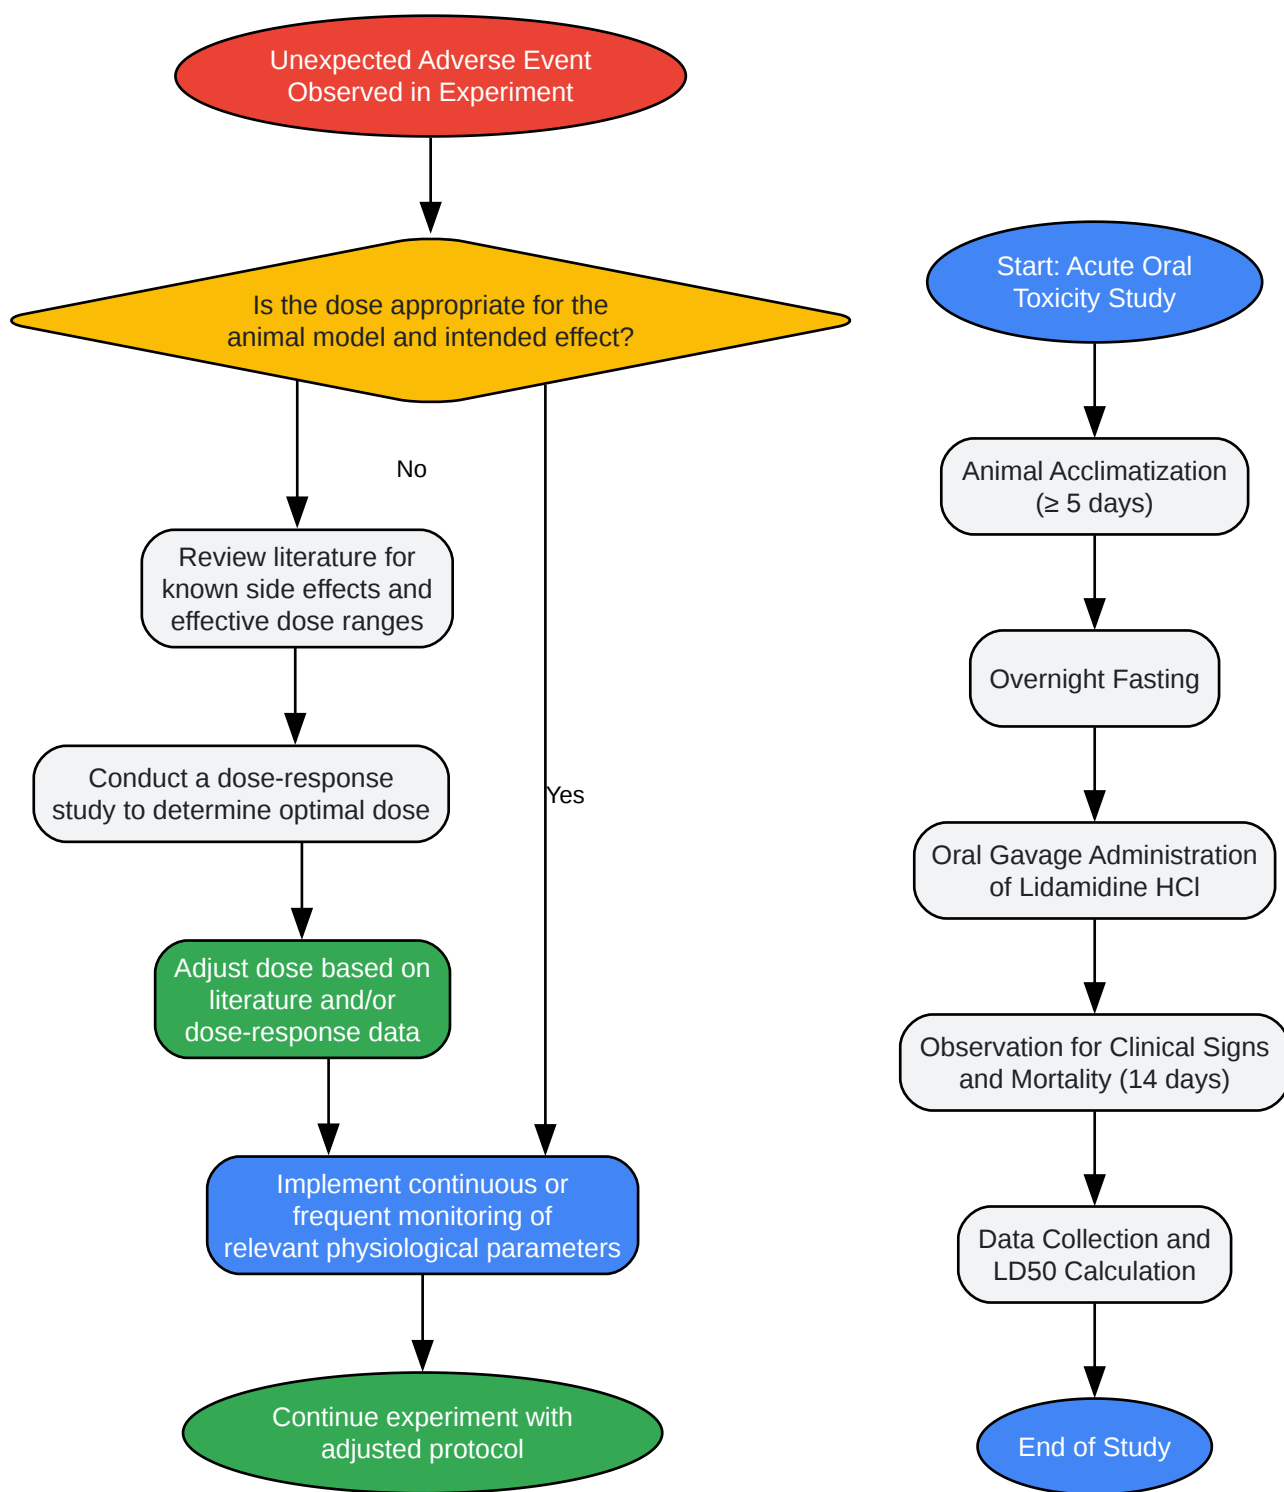 Unexpected Adverse Event
Observed in Experiment
Is the dose appropriate for the
animal model and intended effect?
No
Review literature for
known side effects and
effective dose ranges
Conduct a dose-response
study to determine optimal dose
Yes
Adjust dose based on
literature and/or
dose-response data
Implement continuous or
frequent monitoring of
relevant physiological parameters
Continue experiment with
adjusted protocol
Start: Acute Oral
Toxicity Study
Animal Acclimatization
(≥ 5 days)
Overnight Fasting
Oral Gavage Administration
of Lidamidine HCl
Observation for Clinical Signs
and Mortality (14 days)
Data Collection and
LD50 Calculation
End of Study